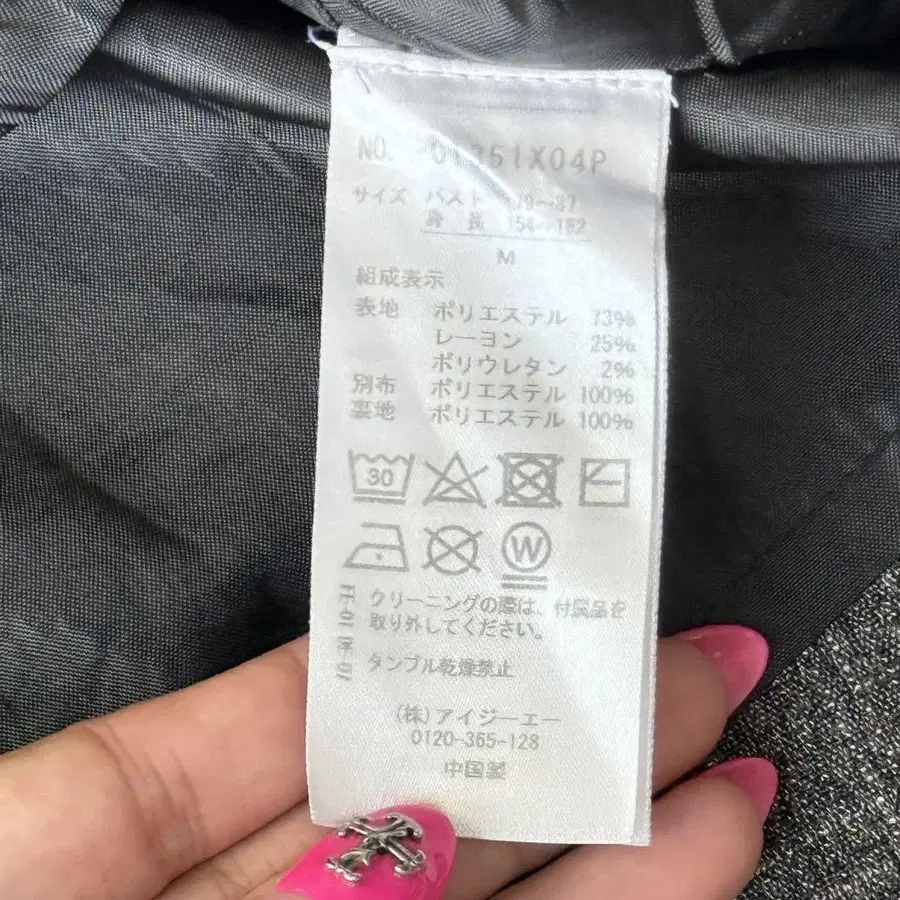 NO.
サイズ バスト 79~87
身 長 154~162
M
組成表示
表地 ポリエステル 73%
レーヨン 25%
ポリウレタン 2%
別布 ポリエステル 100%
裏地 ポリエステル 100%
30
W
クリーニングの際は、付属品を
取り外してください。
タンブル乾燥禁止
(株)アイジーエー
0120-365-128
中国製